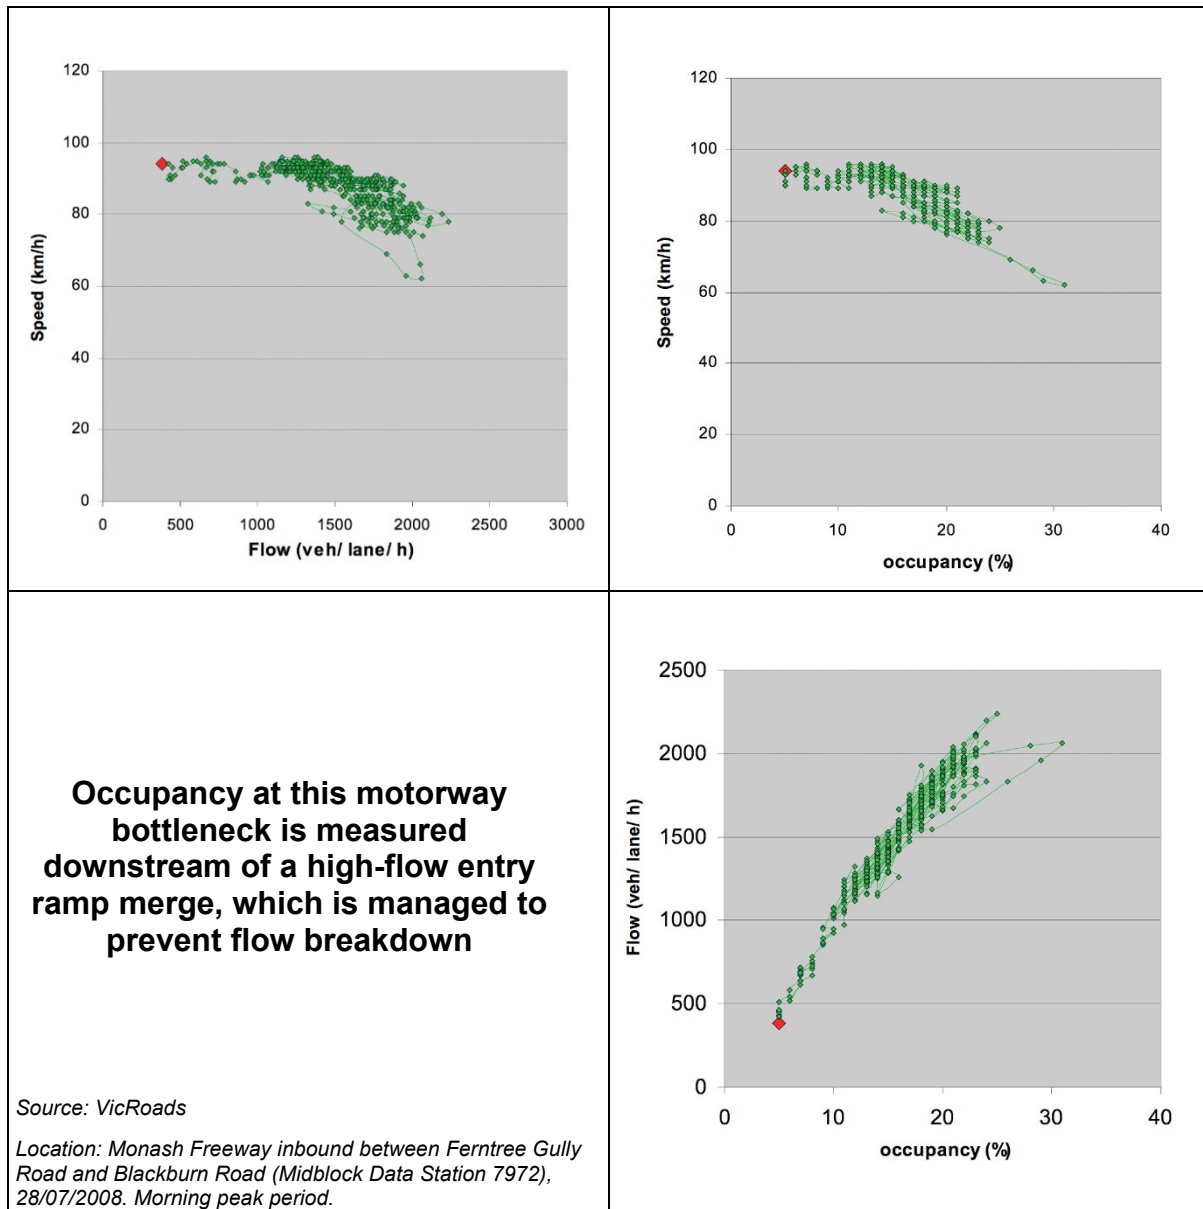 120
100
80
60
40
20
0
0 500 1000 1500 2000 2500 3000
Speed (km/h)
Flow (veh/ lane/ h)
120
100
80
60
40
20
0
0 10 20 30 40
Speed (km/h)
occupancy (%)
Occupancy at this motorway
bottleneck is measured
downstream of a high-flow entry
ramp merge, which is managed to
prevent flow breakdown
Source: VicRoads
Location: Monash Freeway inbound between Ferntree Gully
Road and Blackburn Road (Midblock Data Station 7972),
28/07/2008. Morning peak period.
2500
2000
1500
1000
500
0
0 10 20 30 40
Flow (veh/ lane/ h)
occupancy (%)